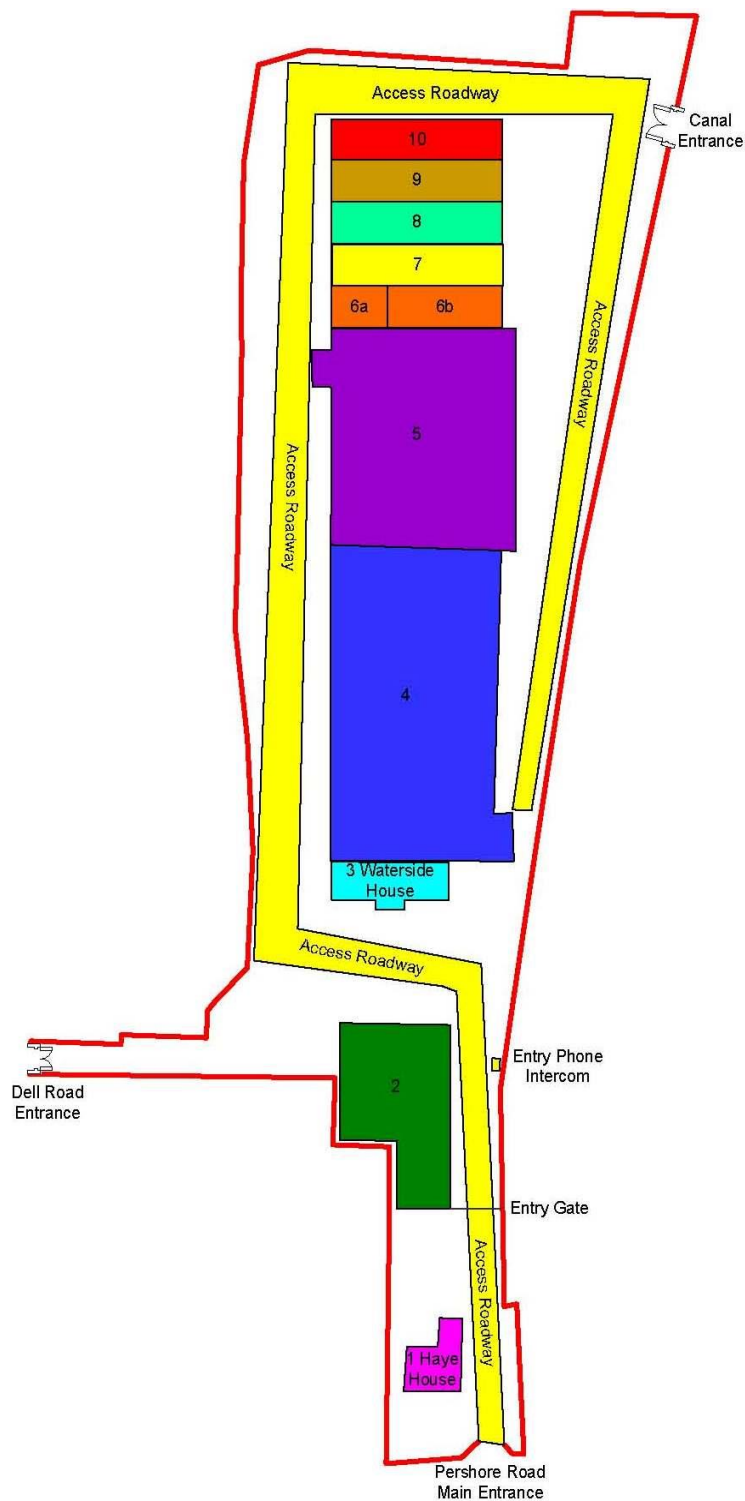 Access Roadway
Canal
Entrance
10
9
8
7
6a
6b
Access Roadway
5
Access Roadway
4
3 Waterside
House
Access Roadway
Entry Phone
Intercom
Dell Road
Entrance
2
Entry Gate
Access Roadway
1 Haye
House
Pershore Road
Main Entrance